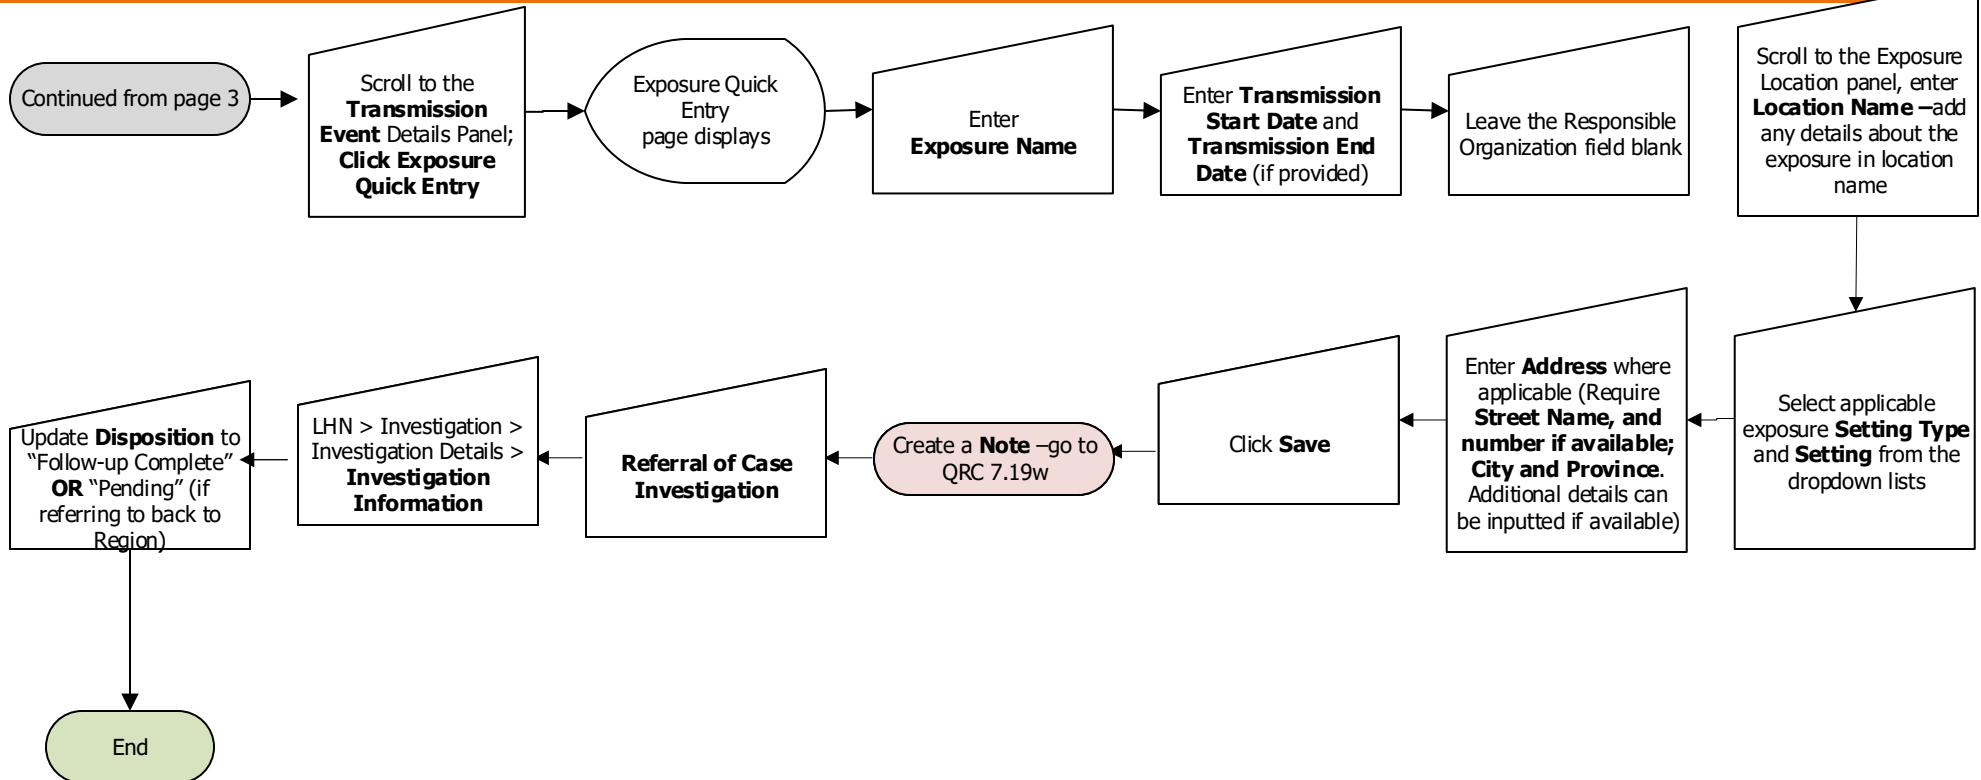 Continued from page 3
Scroll to the
Transmission
Event Details Panel;
Click Exposure
Quick Entry
Exposure Quick
Entry
page displays
Enter
Exposure Name
Enter Transmission
Start Date and
Transmission End
Date (if provided)
Leave the Responsible
Organization field blank
Scroll to the Exposure
Location panel, enter
Location Name –add
any details about the
exposure in location
name
Select applicable
exposure Setting Type
and Setting from the
dropdown lists
Enter Address where
applicable (Require
Street Name, and
number if available;
City and Province.
Additional details can
be inputted if available)
Click Save
Create a Note –go to
QRC 7.19w
Referral of Case
Investigation
LHN > Investigation >
Investigation Details >
Investigation
Information
Update Disposition to
“Follow-up Complete”
OR “Pending” (if
referring to back to
Region)
End